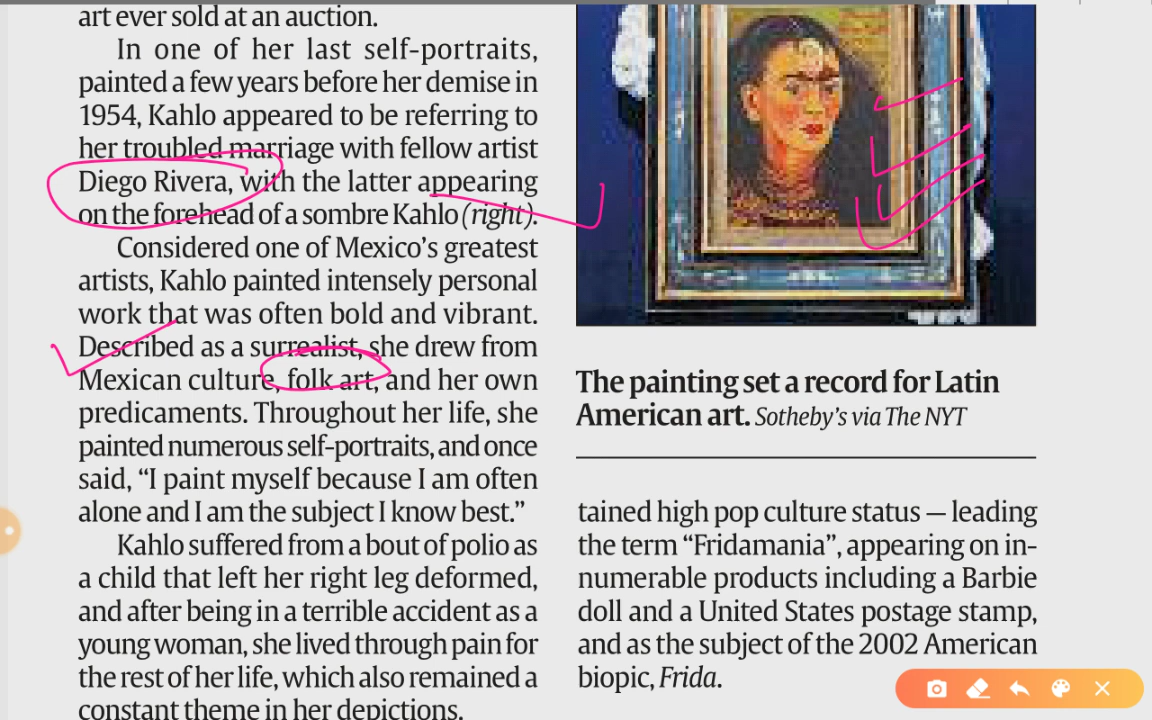 art ever sold at an auction.
In one of her last self-portraits,
painted a few years before her demise in
1954, Kahlo appeared to be referring to
her troubled marriage with fellow artist
Diego Rivera, with the latter appearing
on the forehead of a sombre Kahlo (right).
Considered one of Mexico’s greatest
artists, Kahlo painted intensely personal
work that was often bold and vibrant.
Described as a surrealist, she drew from
Mexican culture, folk art, and her own
predicaments. Throughout her life, she
painted numerous self-portraits, and once
said, “I paint myself because I am often
alone and I am the subject I know best.”
Kahlo suffered from a bout of polio as
a child that left her right leg deformed,
and after being in a terrible accident as a
young woman, she lived through pain for
the rest of her life, which also remained a
constant theme in her depictions.
The painting set a record for Latin
American art. Sotheby’s via The NYT
tained high pop culture status — leading
the term “Fridamania”, appearing on in-
numerable products including a Barbie
doll and a United States postage stamp,
and as the subject of the 2002 American
biopic, Frida.